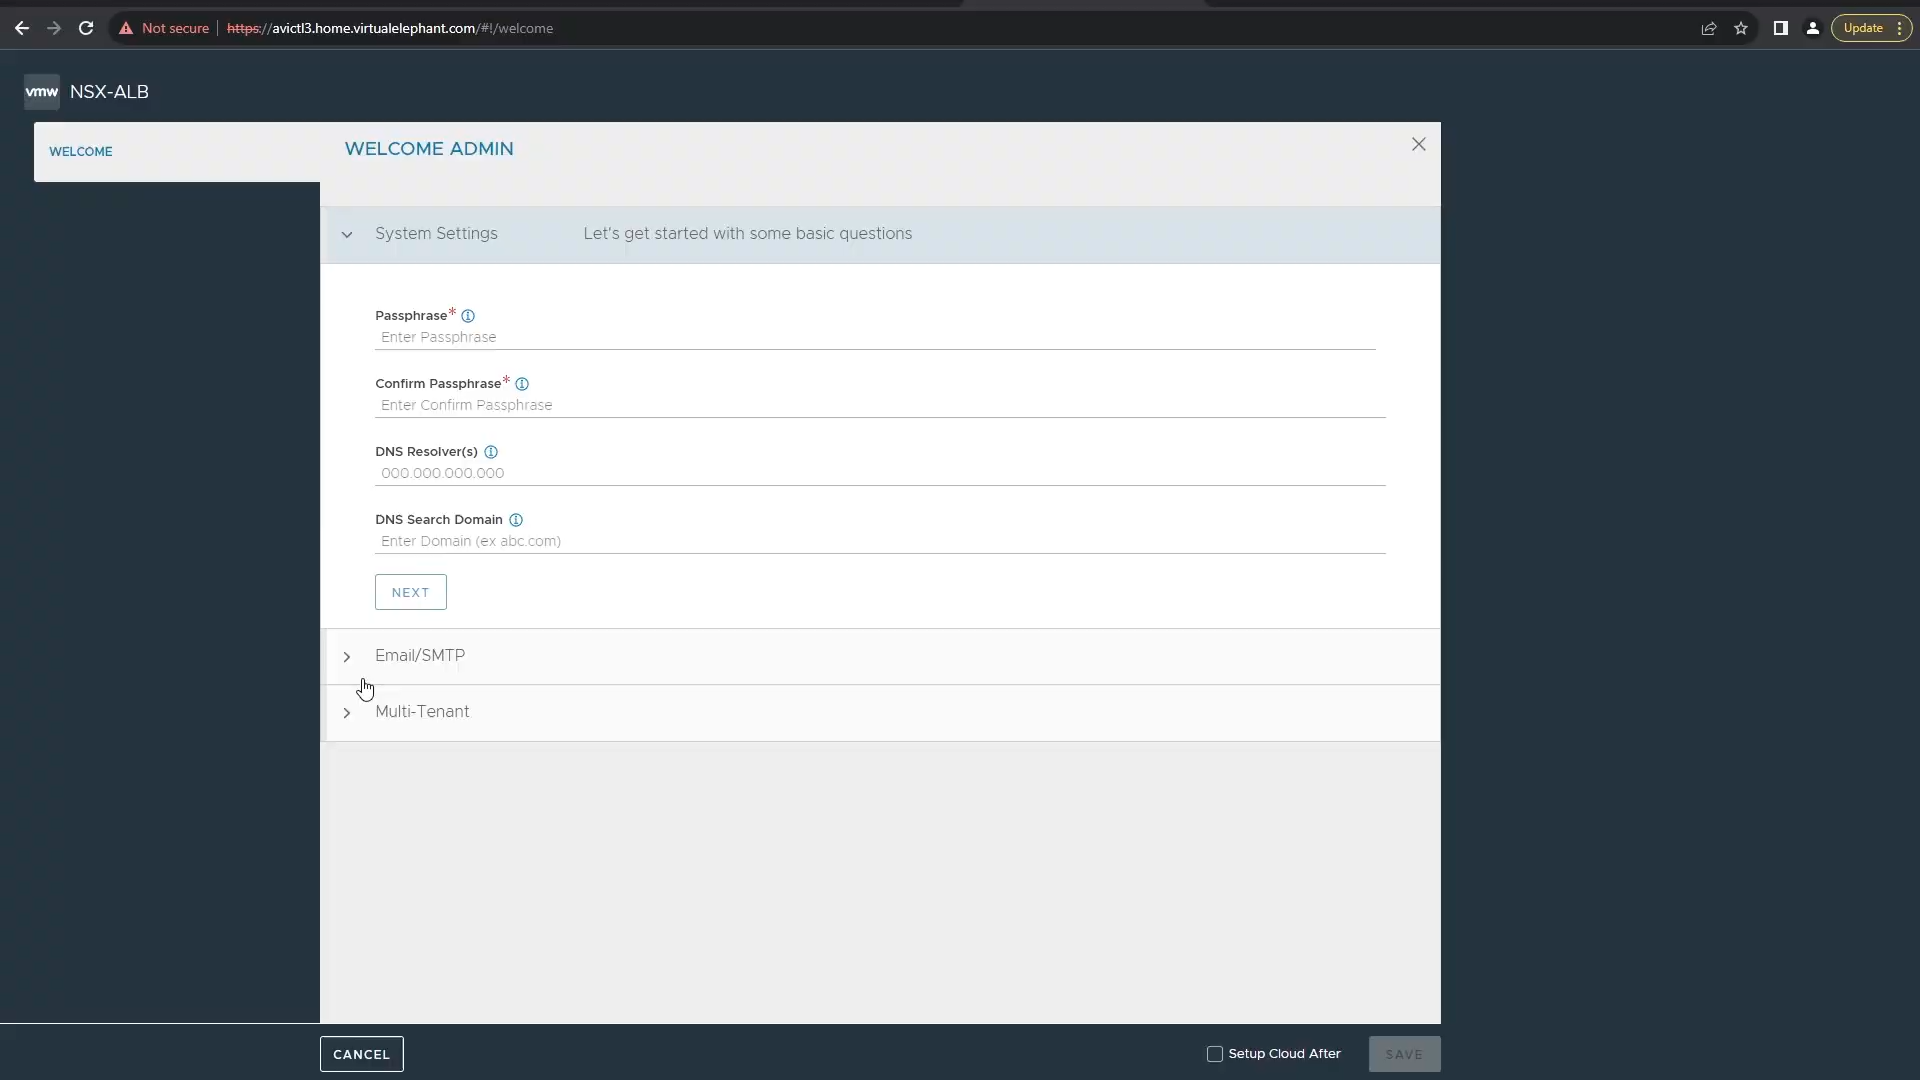 Not secure https://avictl3.home.virtualelephant.com/#!/welcome Update
vmw NSX-ALB
WELCOME
WELCOME ADMIN
System Settings Let's get started with some basic questions
Passphrase*
Enter Passphrase
Confirm Passphrase*
Enter Confirm Passphrase
DNS Resolver(s)
000.000.000.000
DNS Search Domain
Enter Domain (ex abc.com)
NEXT
Email/SMTP
Multi-Tenant
CANCEL Setup Cloud After SAVE